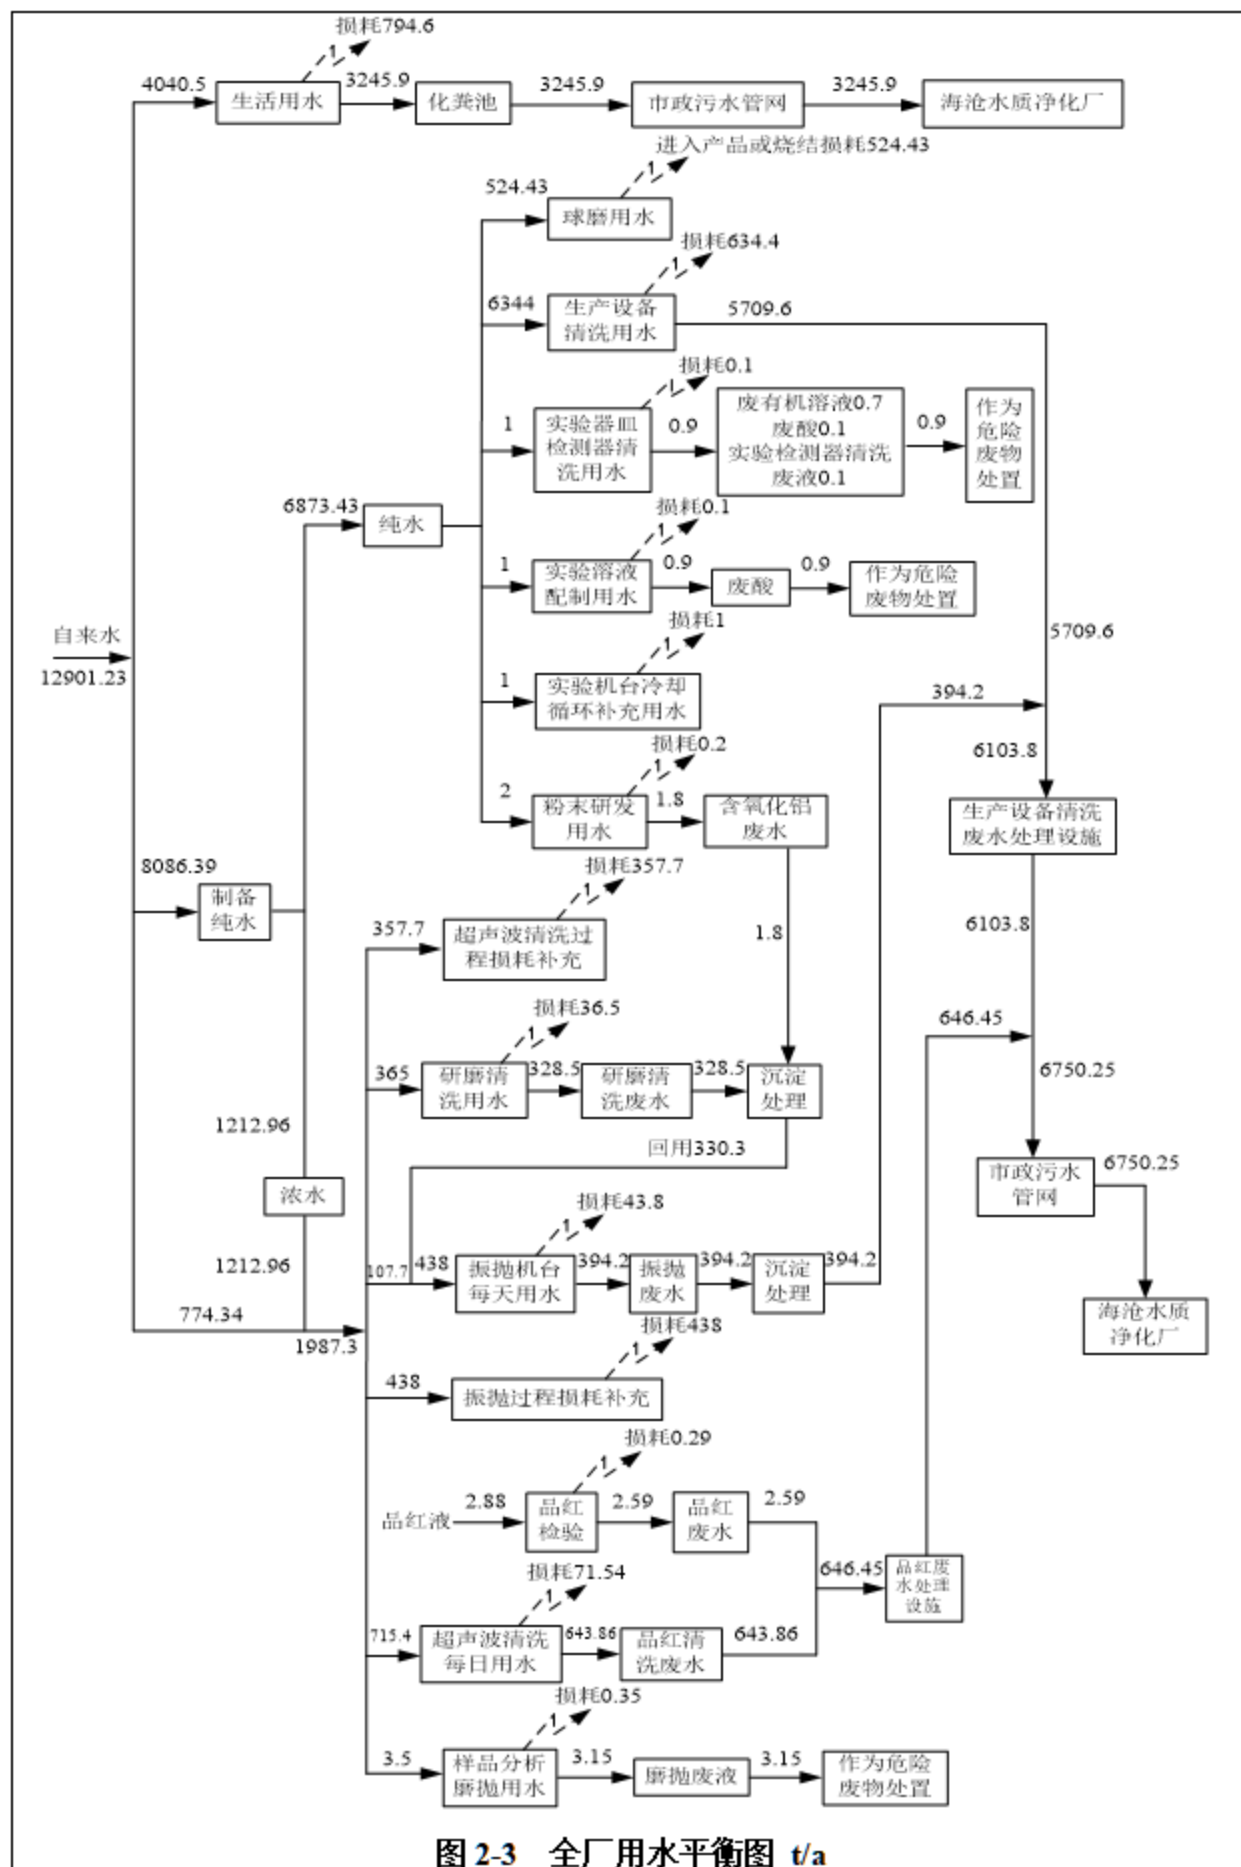 损耗794.6
4040.5
生活用水
3245.9
化粪池
3245.9
市政污水管网
3245.9
海沧水质净化厂
进入产品或烧结损耗524.43
524.43
球磨用水
损耗634.4
6344
生产设备
清洗用水
5709.6
损耗0.1
1
实验器皿
检测器清
洗用水
0.9
废有机溶液0.7
废酸0.1
实验检测器清洗
废液0.1
0.9
作为
危险
废物
处置
6873.43
纯水
损耗0.1
1
实验溶液
配制用水
0.9
废酸
0.9
作为危险
废物处置
自来水
12901.23
损耗1
1
实验机台冷却
循环补充用水
5709.6
394.2
6103.8
损耗0.2
2
粉末研发
用水
1.8
含氧化铝
废水
生产设备清洗
废水处理设施
8086.39
制备
纯水
损耗357.7
357.7
超声波清洗过
程损耗补充
1.8
6103.8
损耗36.5
365
研磨清
洗用水
328.5
研磨清
洗废水
328.5
沉淀
处理
646.45
6750.25
1212.96
浓水
回用330.3
市政污水
管网
6750.25
损耗43.8
1212.96
107.7
438
振抛机台
每天用水
394.2
振抛
废水
394.2
沉淀
处理
394.2
海沧水质
净化厂
774.34
1987.3
损耗438
438
振抛过程损耗补充
损耗0.29
品红液
2.88
品红
检验
2.59
品红
废水
2.59
损耗71.54
646.45
品红废
水处理
设施
715.4
超声波清洗
每日用水
643.86
品红清
洗废水
643.86
损耗0.35
3.5
样品分析
磨抛用水
3.15
磨抛废液
3.15
作为危险
废物处置
图 2-3 全厂用水平衡图 t/a